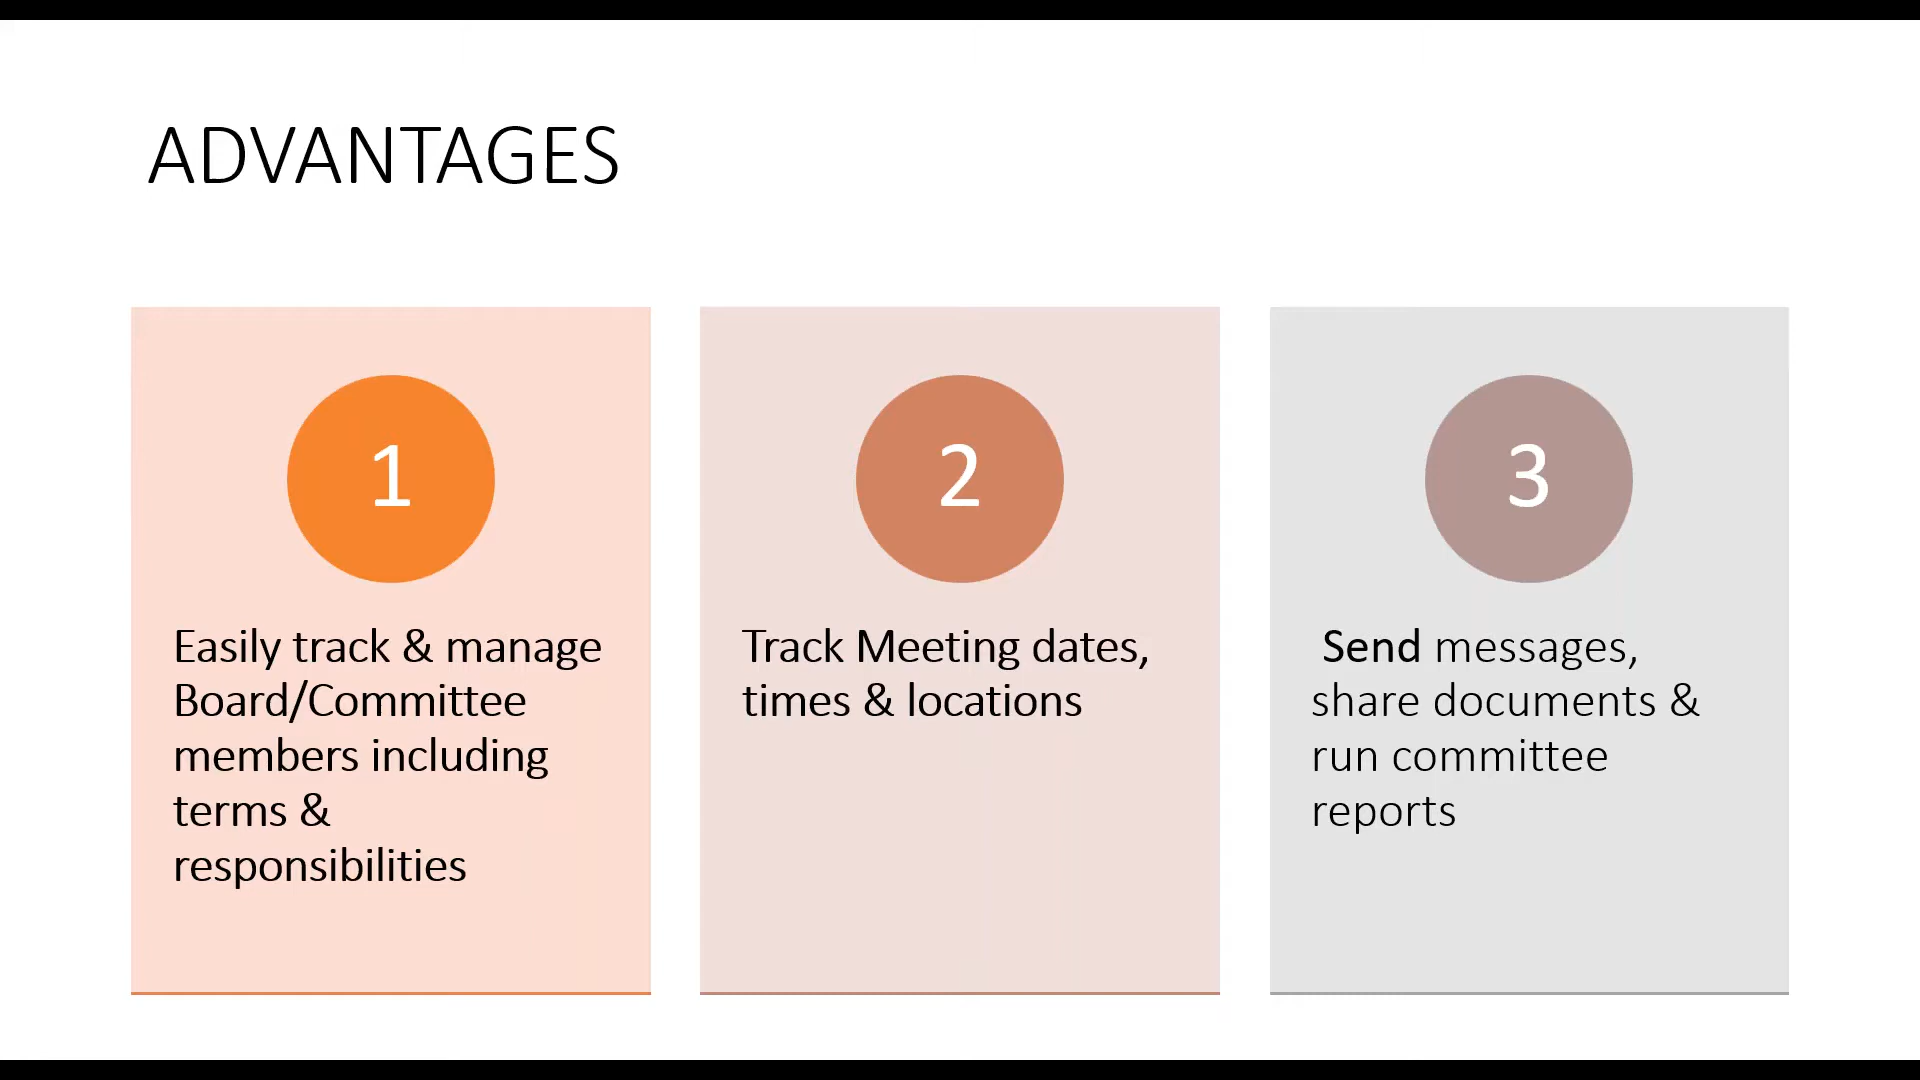 ADVANTAGES
1
Easily track & manage
Board/Committee
members including
terms &
responsibilities
2
Track Meeting dates,
times & locations
3
Send messages,
share documents &
run committee
reports